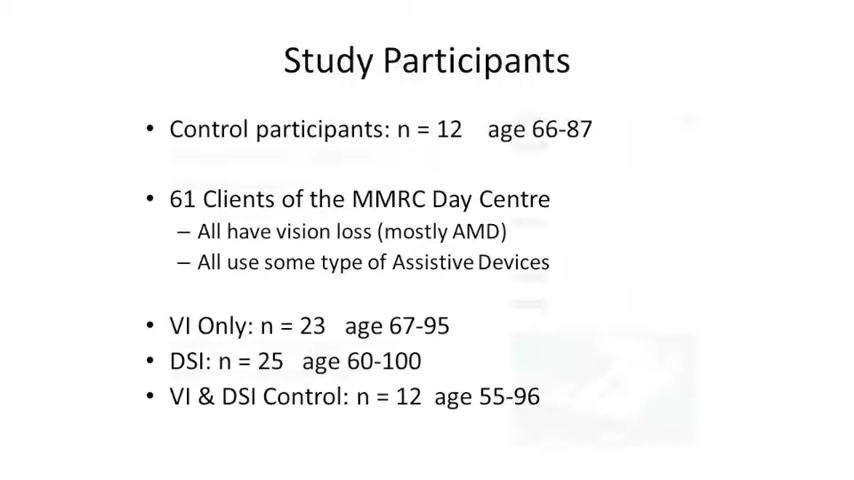 Study Participants
• Control participants: n = 12 age 66-87
• 61 Clients of the MMRC Day Centre
– All have vision loss (mostly AMD)
– All use some type of Assistive Devices
• VI Only: n = 23 age 67-95
• DSI: n = 25 age 60-100
• VI & DSI Control: n = 12 age 55-96